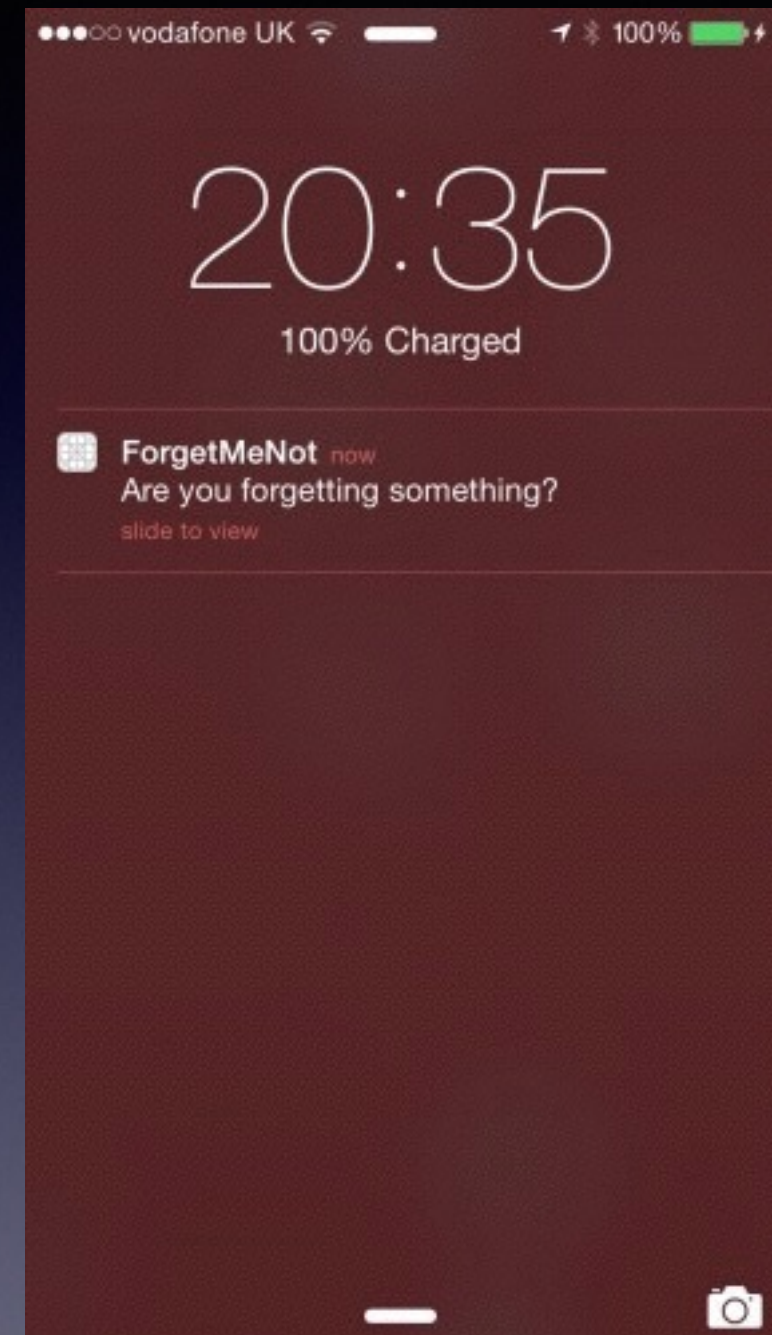 vodafone UK 100%
20:35
100% Charged
ForgetMeNot now
Are you forgetting something?
slide to view